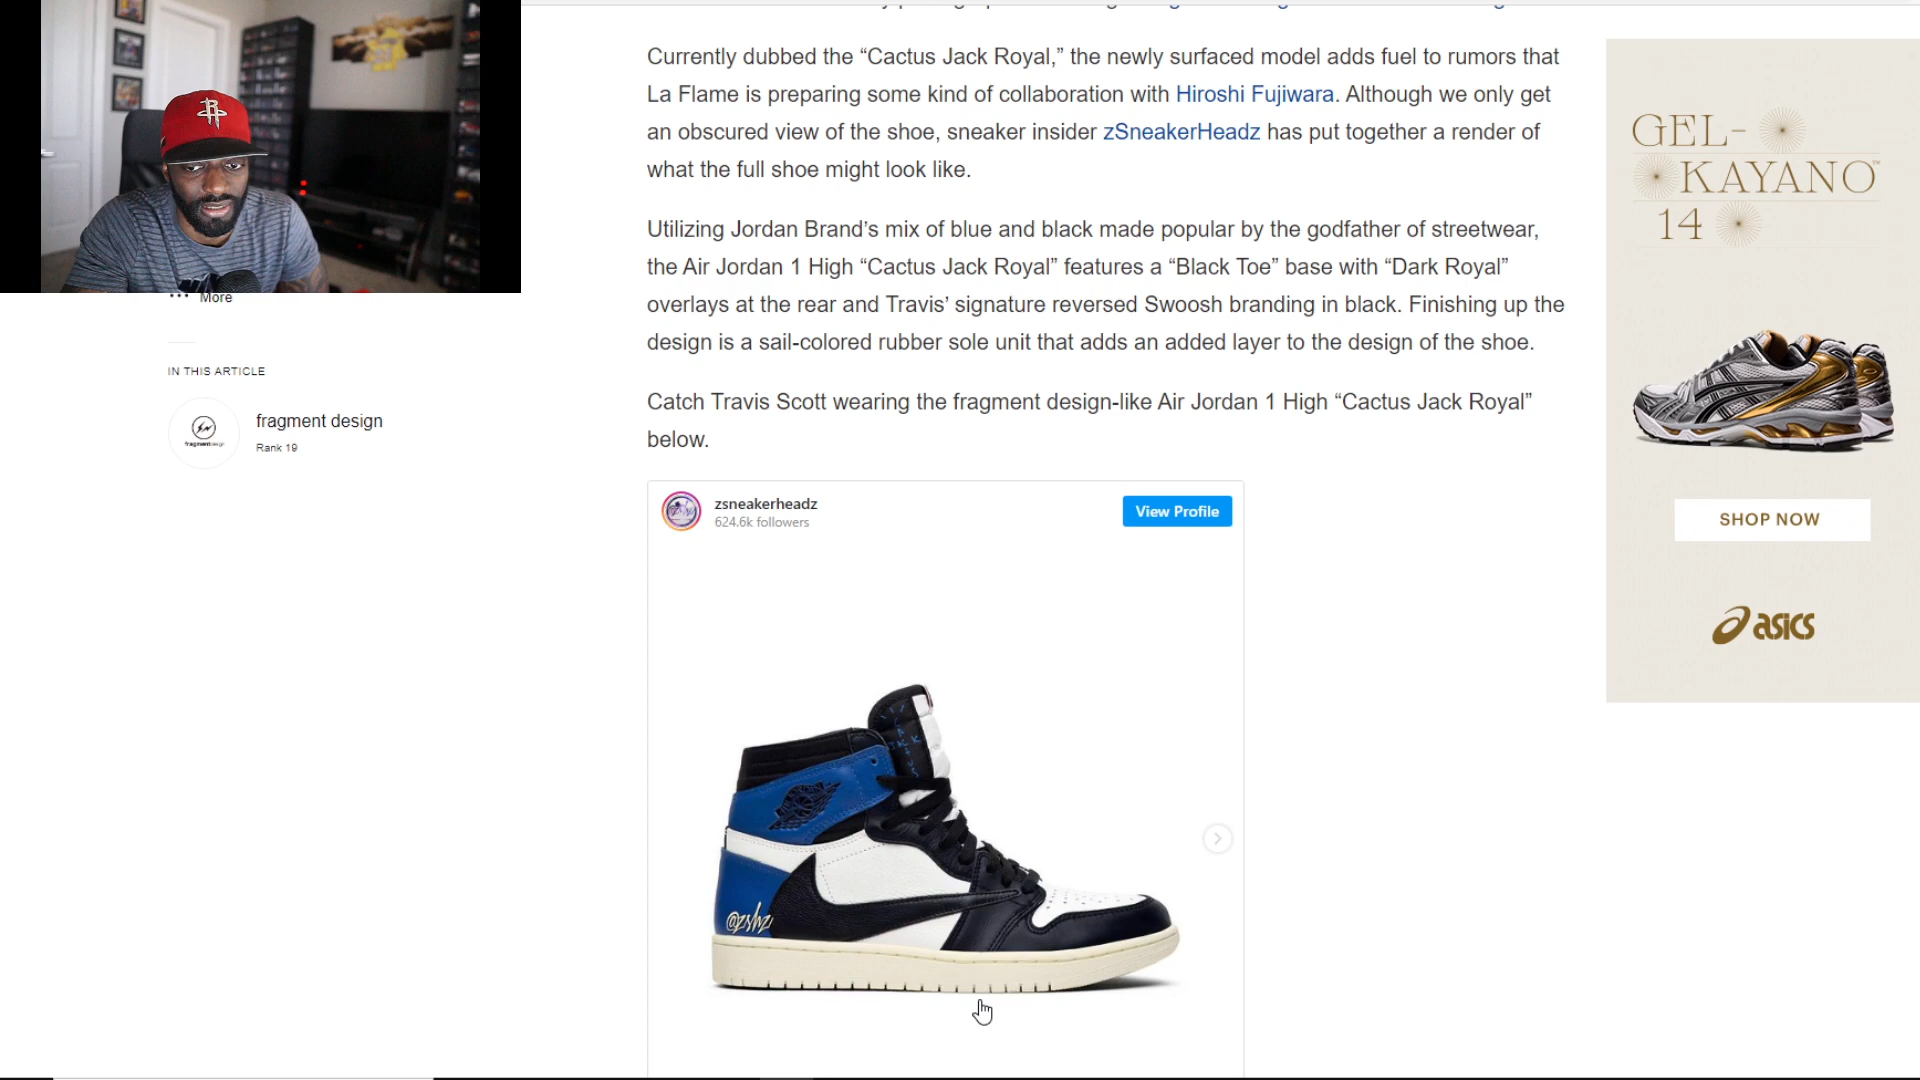 Currently dubbed the “Cactus Jack Royal,” the newly surfaced model adds fuel to rumors that
La Flame is preparing some kind of collaboration with Hiroshi Fujiwara. Although we only get
an obscured view of the shoe, sneaker insider zSneakerHeadz has put together a render of
what the full shoe might look like.
Utilizing Jordan Brand’s mix of blue and black made popular by the godfather of streetwear,
the Air Jordan 1 High “Cactus Jack Royal” features a “Black Toe” base with “Dark Royal”
overlays at the rear and Travis’ signature reversed Swoosh branding in black. Finishing up the
design is a sail-colored rubber sole unit that adds an added layer to the design of the shoe.
Catch Travis Scott wearing the fragment design-like Air Jordan 1 High “Cactus Jack Royal”
below.
••• More
IN THIS ARTICLE
fragmentdesign
fragment design
Rank 19
zsneakerheadz
624.6k followers
View Profile
@zshz
GEL-
KAYANO™
14
SHOP NOW
asics